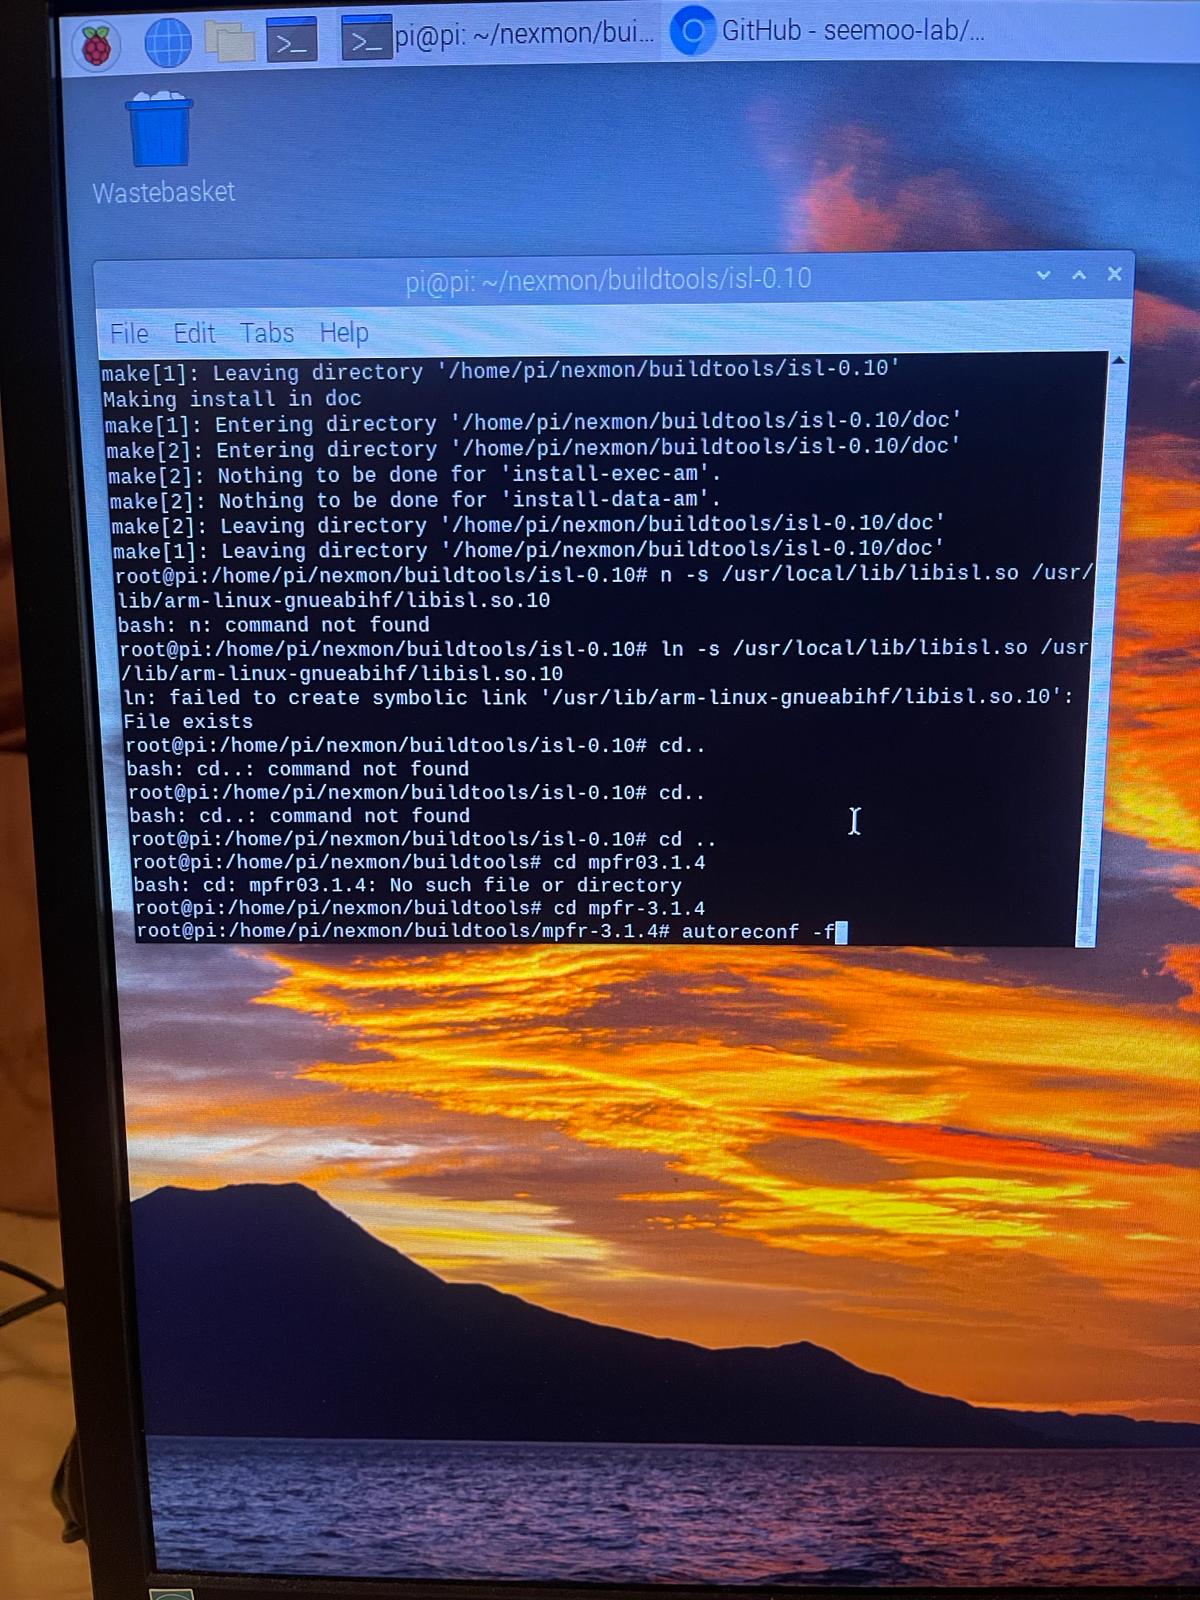 pi@pi: ~/nexmon/bui...
GitHub - seemoo-lab/...
Wastebasket
pi@pi: ~/nexmon/buildtools/isl-0.10
File Edit Tabs Help
make[1]: Leaving directory '/home/pi/nexmon/buildtools/isl-0.10'
Making install in doc
make[1]: Entering directory '/home/pi/nexmon/buildtools/isl-0.10/doc'
make[2]: Entering directory '/home/pi/nexmon/buildtools/isl-0.10/doc'
make[2]: Nothing to be done for 'install-exec-am'.
make[2]: Nothing to be done for 'install-data-am'.
make[2]: Leaving directory '/home/pi/nexmon/buildtools/isl-0.10/doc'
make[1]: Leaving directory '/home/pi/nexmon/buildtools/isl-0.10/doc'
root@pi:/home/pi/nexmon/buildtools/isl-0.10# n -s /usr/local/lib/libisl.so /usr/
lib/arm-linux-gnueabihf/libisl.so.10
bash: n: command not found
root@pi:/home/pi/nexmon/buildtools/isl-0.10# ln -s /usr/local/lib/libisl.so /usr
/lib/arm-linux-gnueabihf/libisl.so.10
ln: failed to create symbolic link '/usr/lib/arm-linux-gnueabihf/libisl.so.10':
File exists
root@pi:/home/pi/nexmon/buildtools/isl-0.10# cd..
bash: cd..: command not found
root@pi:/home/pi/nexmon/buildtools/isl-0.10# cd..
bash: cd..: command not found
root@pi:/home/pi/nexmon/buildtools/isl-0.10# cd ..
root@pi:/home/pi/nexmon/buildtools# cd mpfr03.1.4
bash: cd: mpfr03.1.4: No such file or directory
root@pi:/home/pi/nexmon/buildtools# cd mpfr-3.1.4
root@pi:/home/pi/nexmon/buildtools/mpfr-3.1.4# autoreconf -f